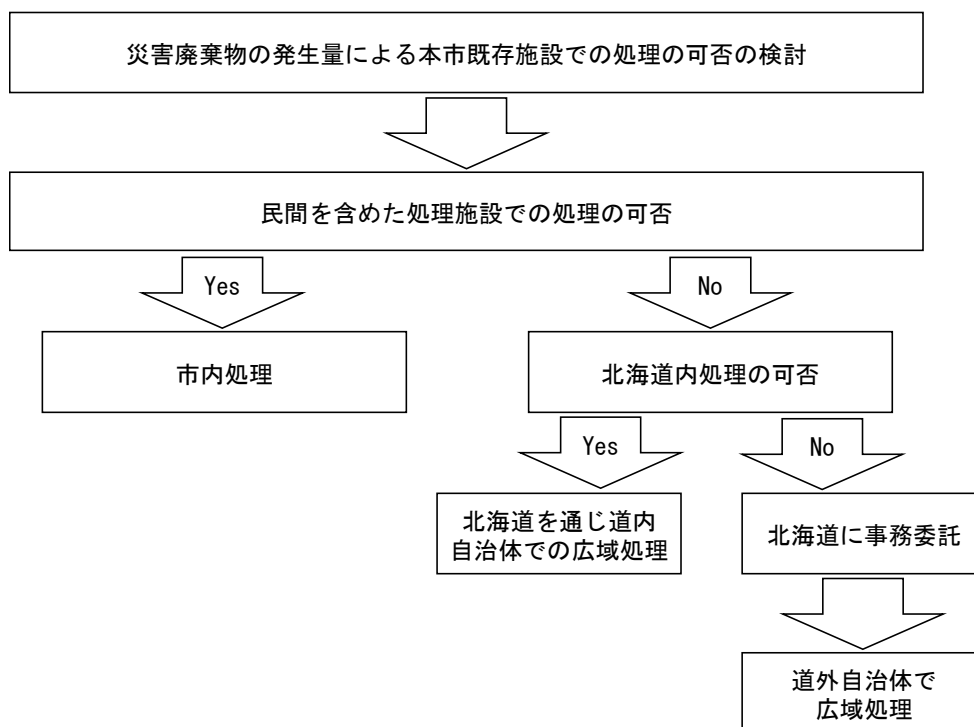 災害廃棄物の発生量による本市既存施設での処理の可否の検討
民間を含めた処理施設での処理の可否
Yes
No
市内処理
北海道内処理の可否
Yes
No
北海道を通じ道内
自治体での広域処理
北海道に事務委託
道外自治体で
広域処理